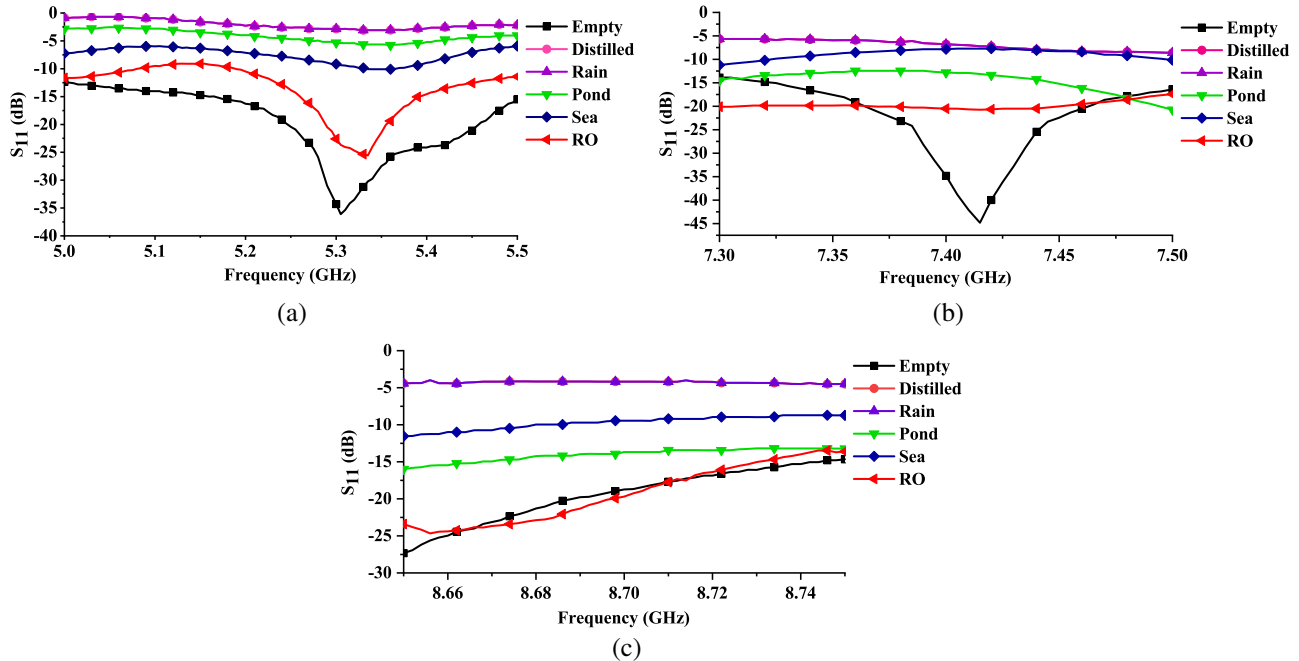 0
-5
-10
-15
-20
-25
-30
-35
-40
S11 (dB)
5.0 5.1 5.2 5.3 5.4 5.5
Frequency (GHz)
Empty
Distilled
Rain
Pond
Sea
RO
(a)
0
-5
-10
-15
-20
-25
-30
-35
-40
-45
S11 (dB)
7.30 7.35 7.40 7.45 7.50
Frequency (GHz)
Empty
Distilled
Rain
Pond
Sea
RO
(b)
0
-5
-10
-15
-20
-25
-30
S11 (dB)
8.66 8.68 8.70 8.72 8.74
Frequency (GHz)
Empty
Distilled
Rain
Pond
Sea
RO
(c)